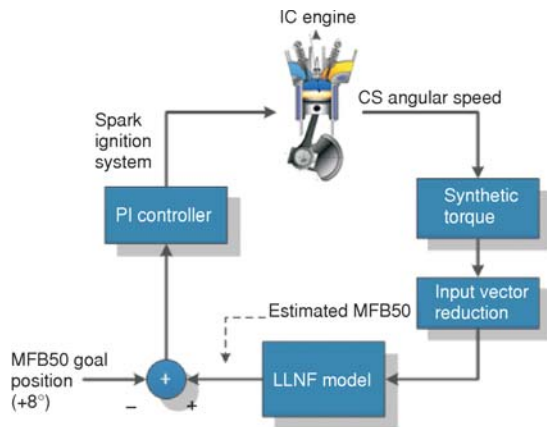 IC engine
CS angular speed
Spark
ignition
system
PI controller
Synthetic
torque
Input vector
reduction
Estimated MFB50
MFB50 goal
position
(+8°)
+
− +
LLNF model